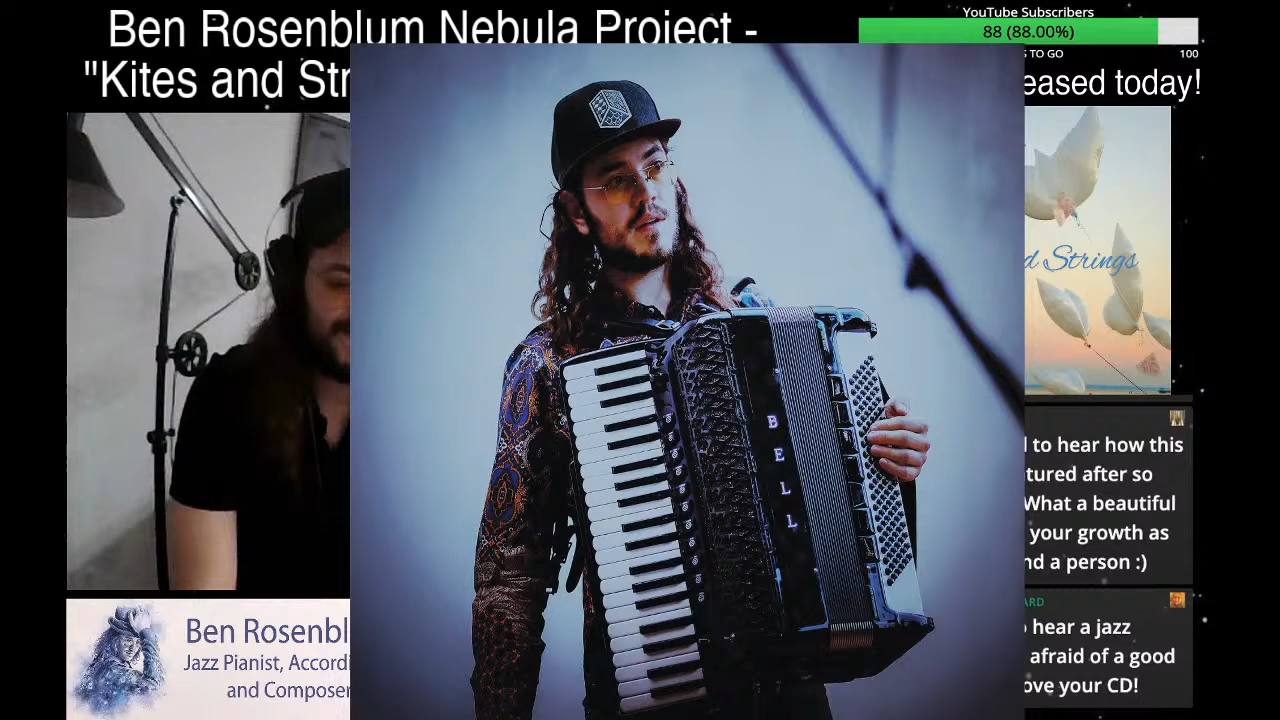 Ben Rosenblum Nebula Project -
"Kites and Str
eased today!
YouTube Subscribers
88 (88.00%)
TO GO
100
d Strings
BELL
to hear how this
tured after so
What a beautiful
your growth as
nd a person :)
ARD
hear a jazz
afraid of a good
ove your CD!
Ben Rosenbl
Jazz Pianist, Accordi
and Composer